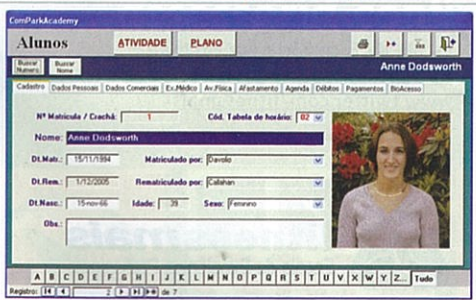 ComParkAcademy
Alunos ATIVIDADE PLANO
Buscar Numero Buscar Nome Anne Dodsworth
Cadastro Dados Pessoais Dados Comerciais Ex.Médico Av.Física Afastamento Agenda Débitos Pagamentos BioAcesso
Nº Matrícula / Crachá: 1 Cód. Tabela de horário: 02
Nome: Anne Dodsworth
Dt.Matr.: 15/11/1994 Matriculado por: Davolio
Dt.Rem.: 1/12/2005 Rematriculado por: Callahan
Dt.Nasc.: 15-nov-66 Idade: 39 Sexo: Feminino
Obs.:
A B C D E F G H I J K L M N O P Q R S T U V X W Y Z... Tudo
Registro: 2 de 7